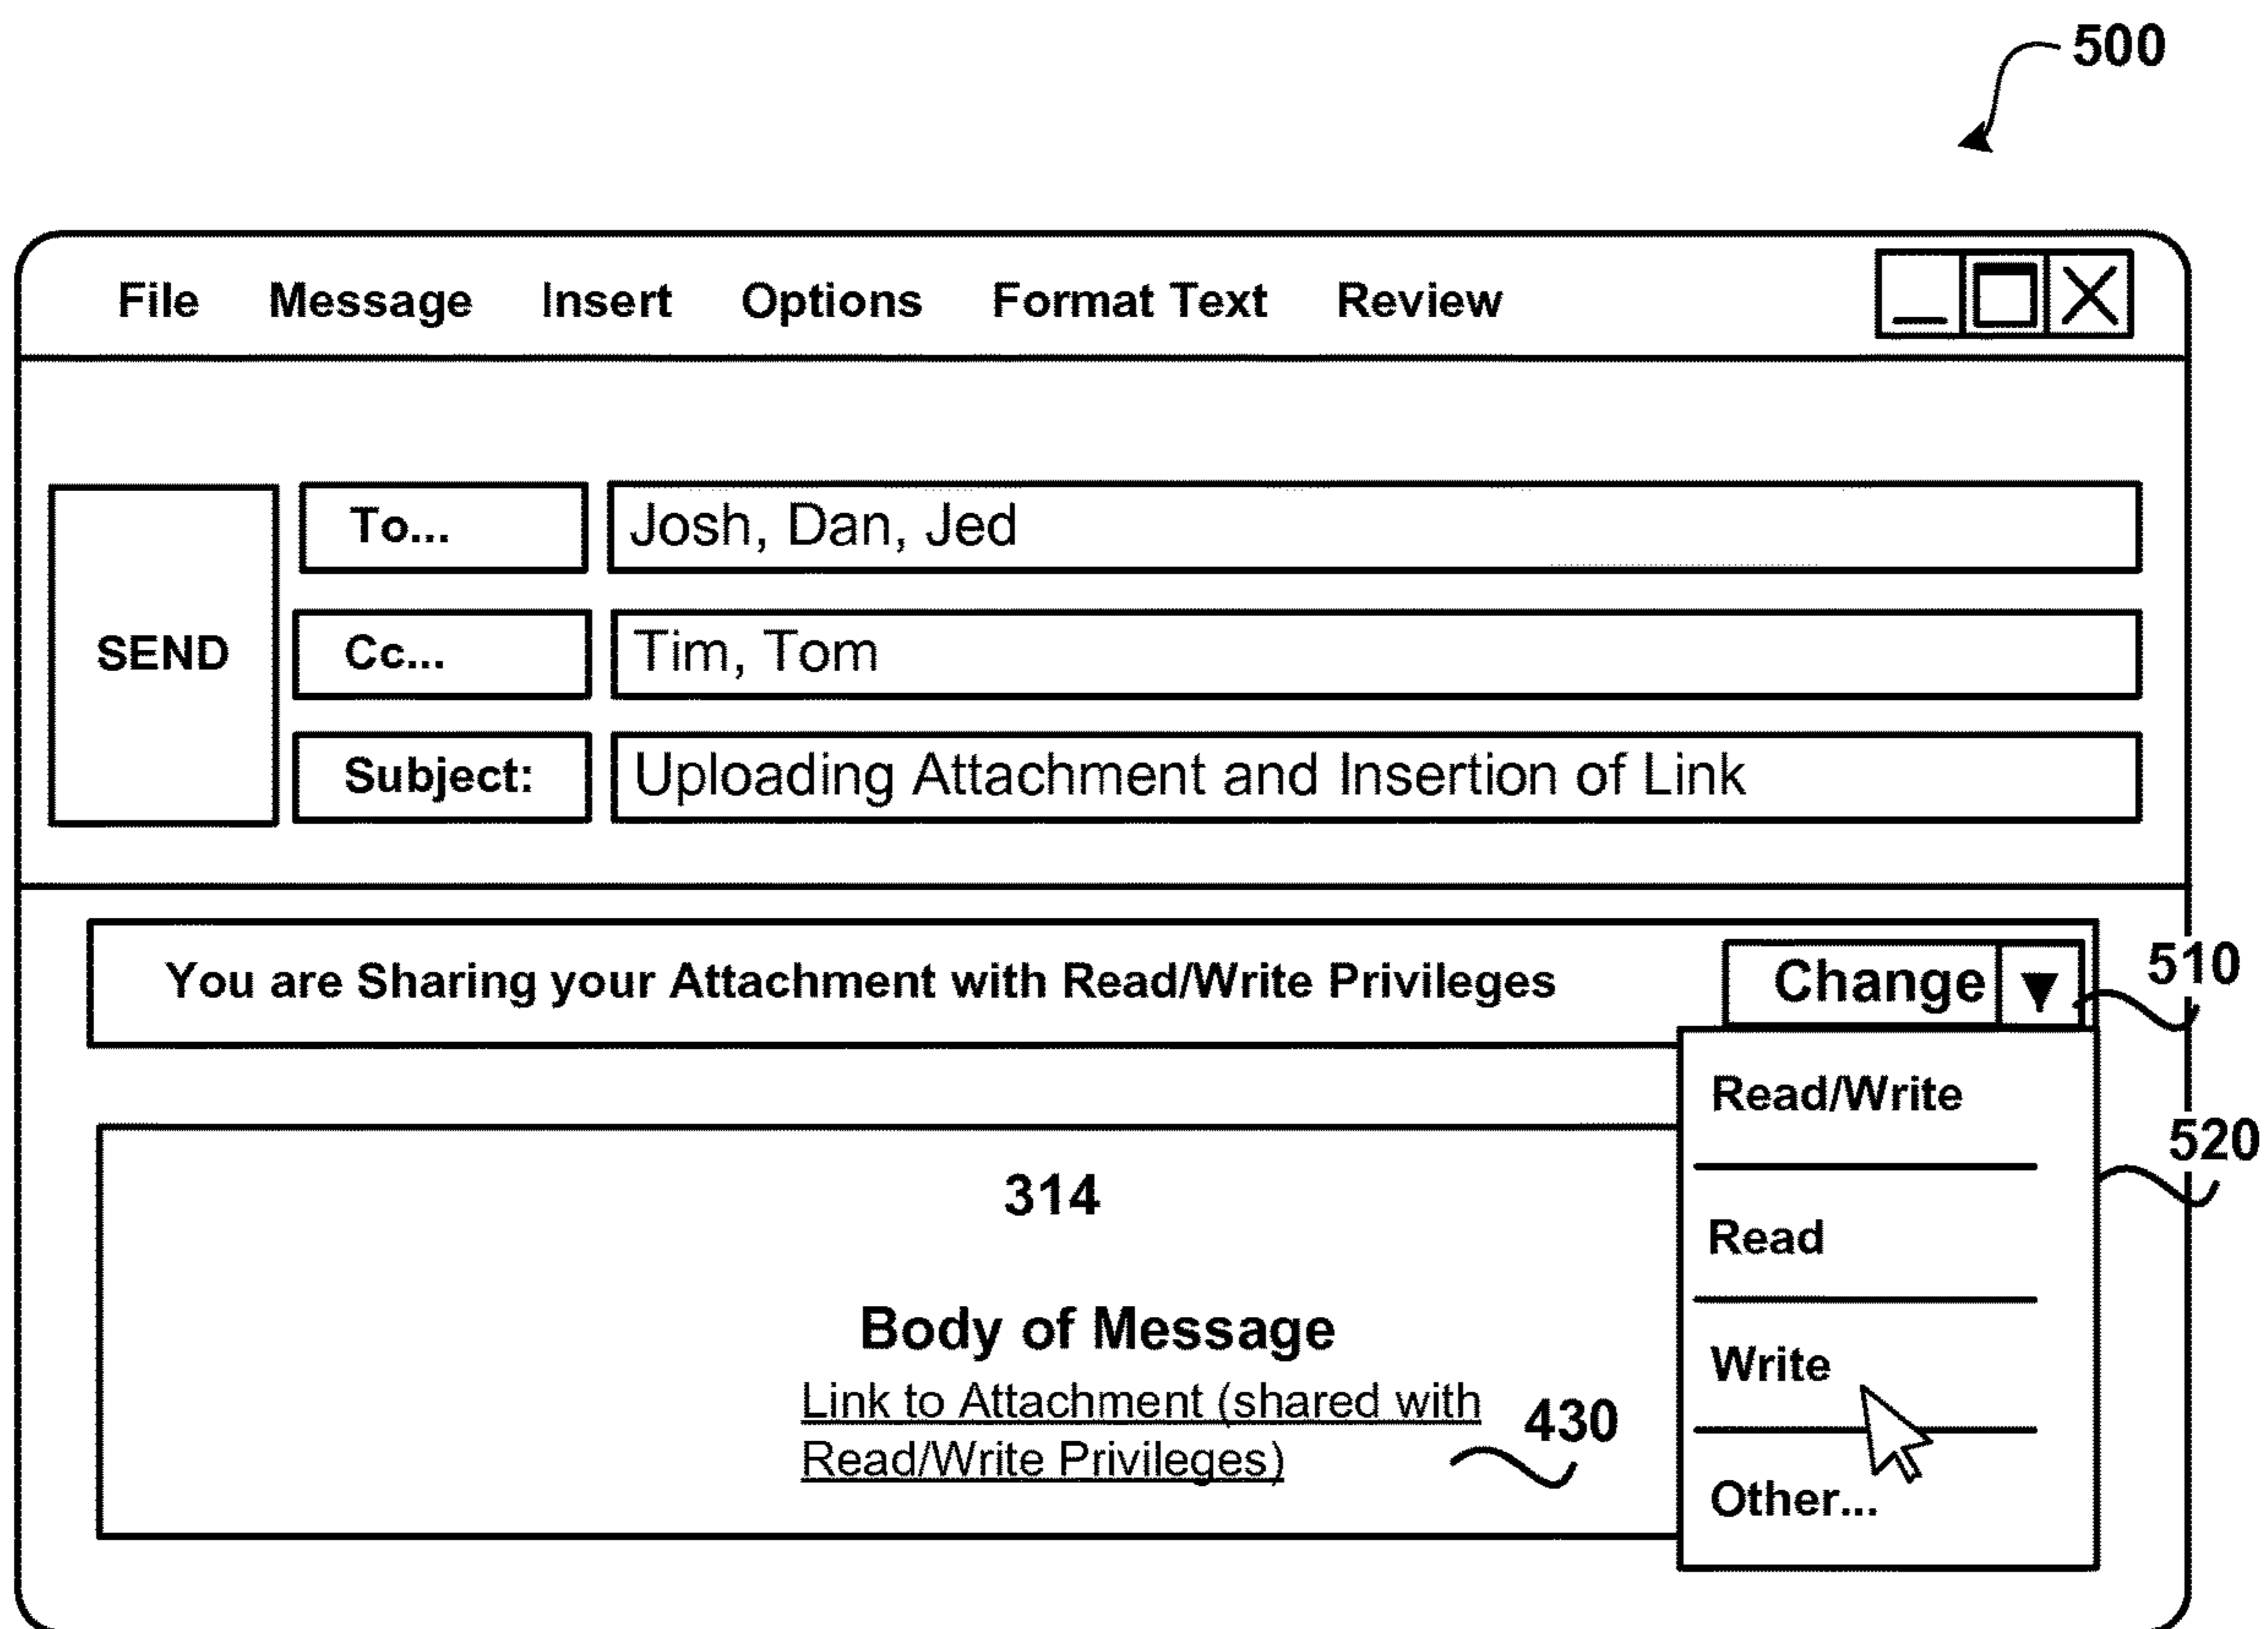 500
File Message Insert Options Format Text Review
SEND
To...
Josh, Dan, Jed
Cc...
Tim, Tom
Subject:
Uploading Attachment and Insertion of Link
You are Sharing your Attachment with Read/Write Privileges
Change
510
Read/Write
520
Read
Write
Other...
314
Body of Message
Link to Attachment (shared with
Read/Write Privileges)
430